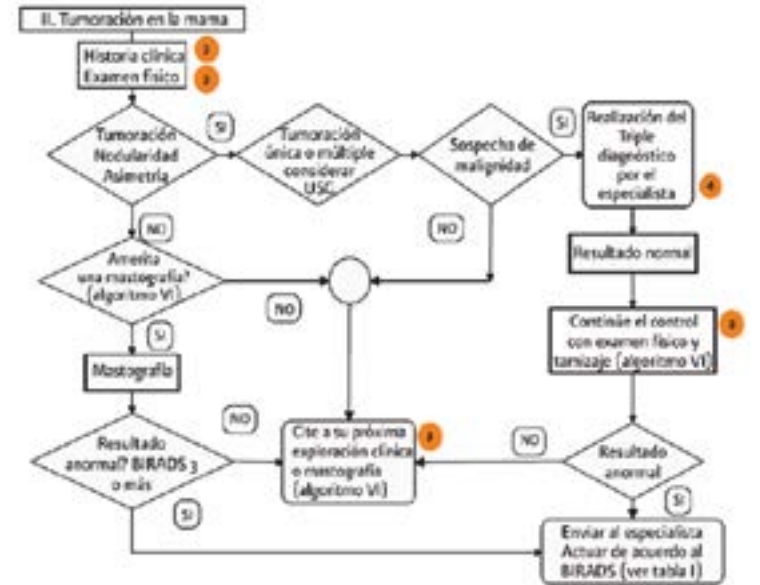 II. Tumoración en la mama
Historia clínica
Examen físico
Tumoración
Nodularidad
Asimetría
SI
Tumoración
única o múltiple
considerar
USG
Sospecha de
malignidad
SI
Realización del
Triple
diagnóstico
por el
especialista
4
NO
NO
Amerita
una mastografía?
(algoritmo VI)
NO
Resultado normal
SI
Continúe el control
con examen físico y
tamizaje (algoritmo VI)
Mastografía
Resultado
anormal? BIRADS 3
o más
NO
Cite a su próxima
exploración clínica
o mastografía
(algoritmo VI)
NO
Resultado
anormal
SI
SI
Enviar al especialista
Actuar de acuerdo al
BIRADS (ver tabla I)